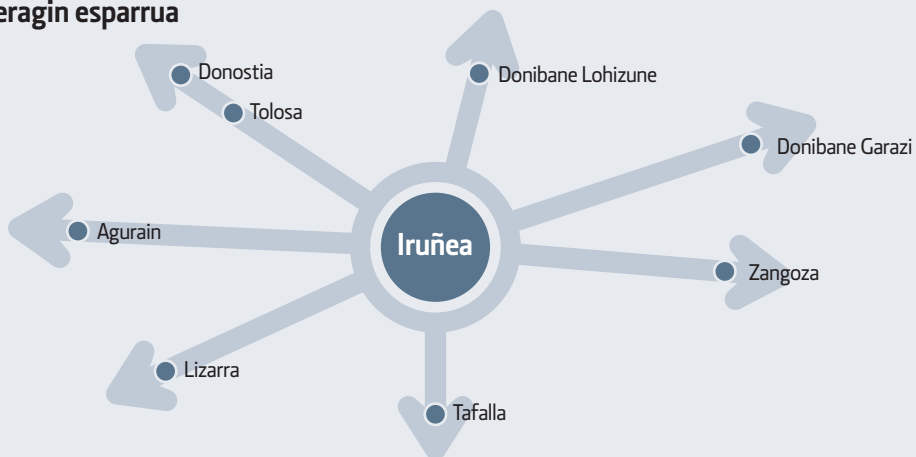 eragin esparrua
Donostia
Donibane Lohizune
Tolosa
Donibane Garazi
Agurain
Iruñea
Zangoza
Lizarra
Tafalla